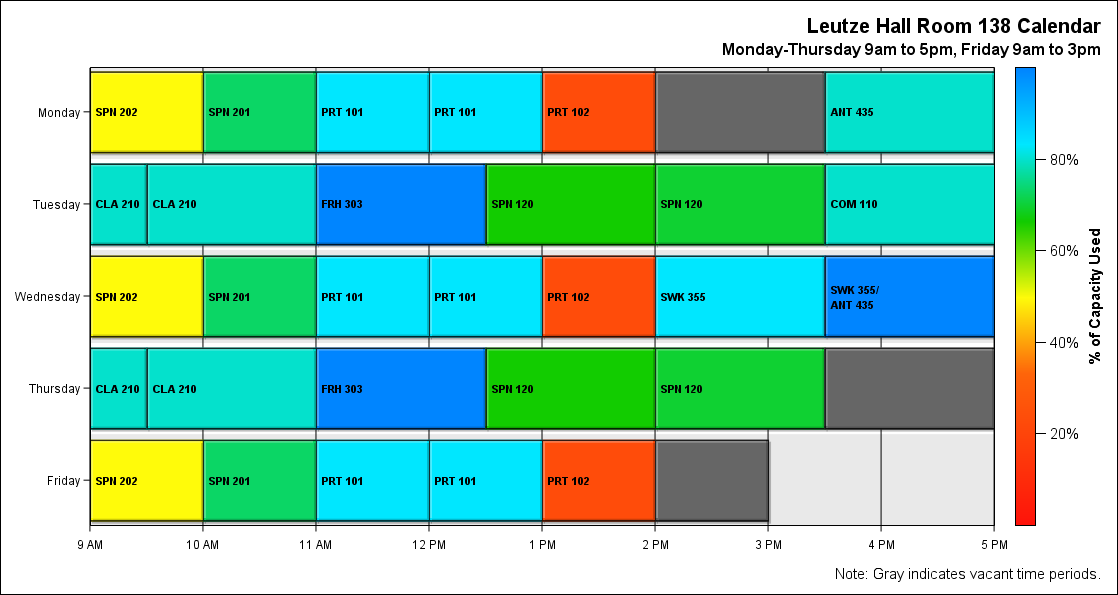 Leutze Hall Room 138 Calendar
Monday-Thursday 9am to 5pm, Friday 9am to 3pm
Monday
SPN 202
SPN 201
PRT 101
PRT 101
PRT 102
ANT 435
Tuesday
CLA 210
CLA 210
FRH 303
SPN 120
SPN 120
COM 110
Wednesday
SPN 202
SPN 201
PRT 101
PRT 101
PRT 102
SWK 355
SWK 355/
ANT 435
Thursday
CLA 210
CLA 210
FRH 303
SPN 120
SPN 120
Friday
SPN 202
SPN 201
PRT 101
PRT 101
PRT 102
9 AM
10 AM
11 AM
12 PM
1 PM
2 PM
3 PM
4 PM
5 PM
80%
60%
40%
20%
% of Capacity Used
Note: Gray indicates vacant time periods.